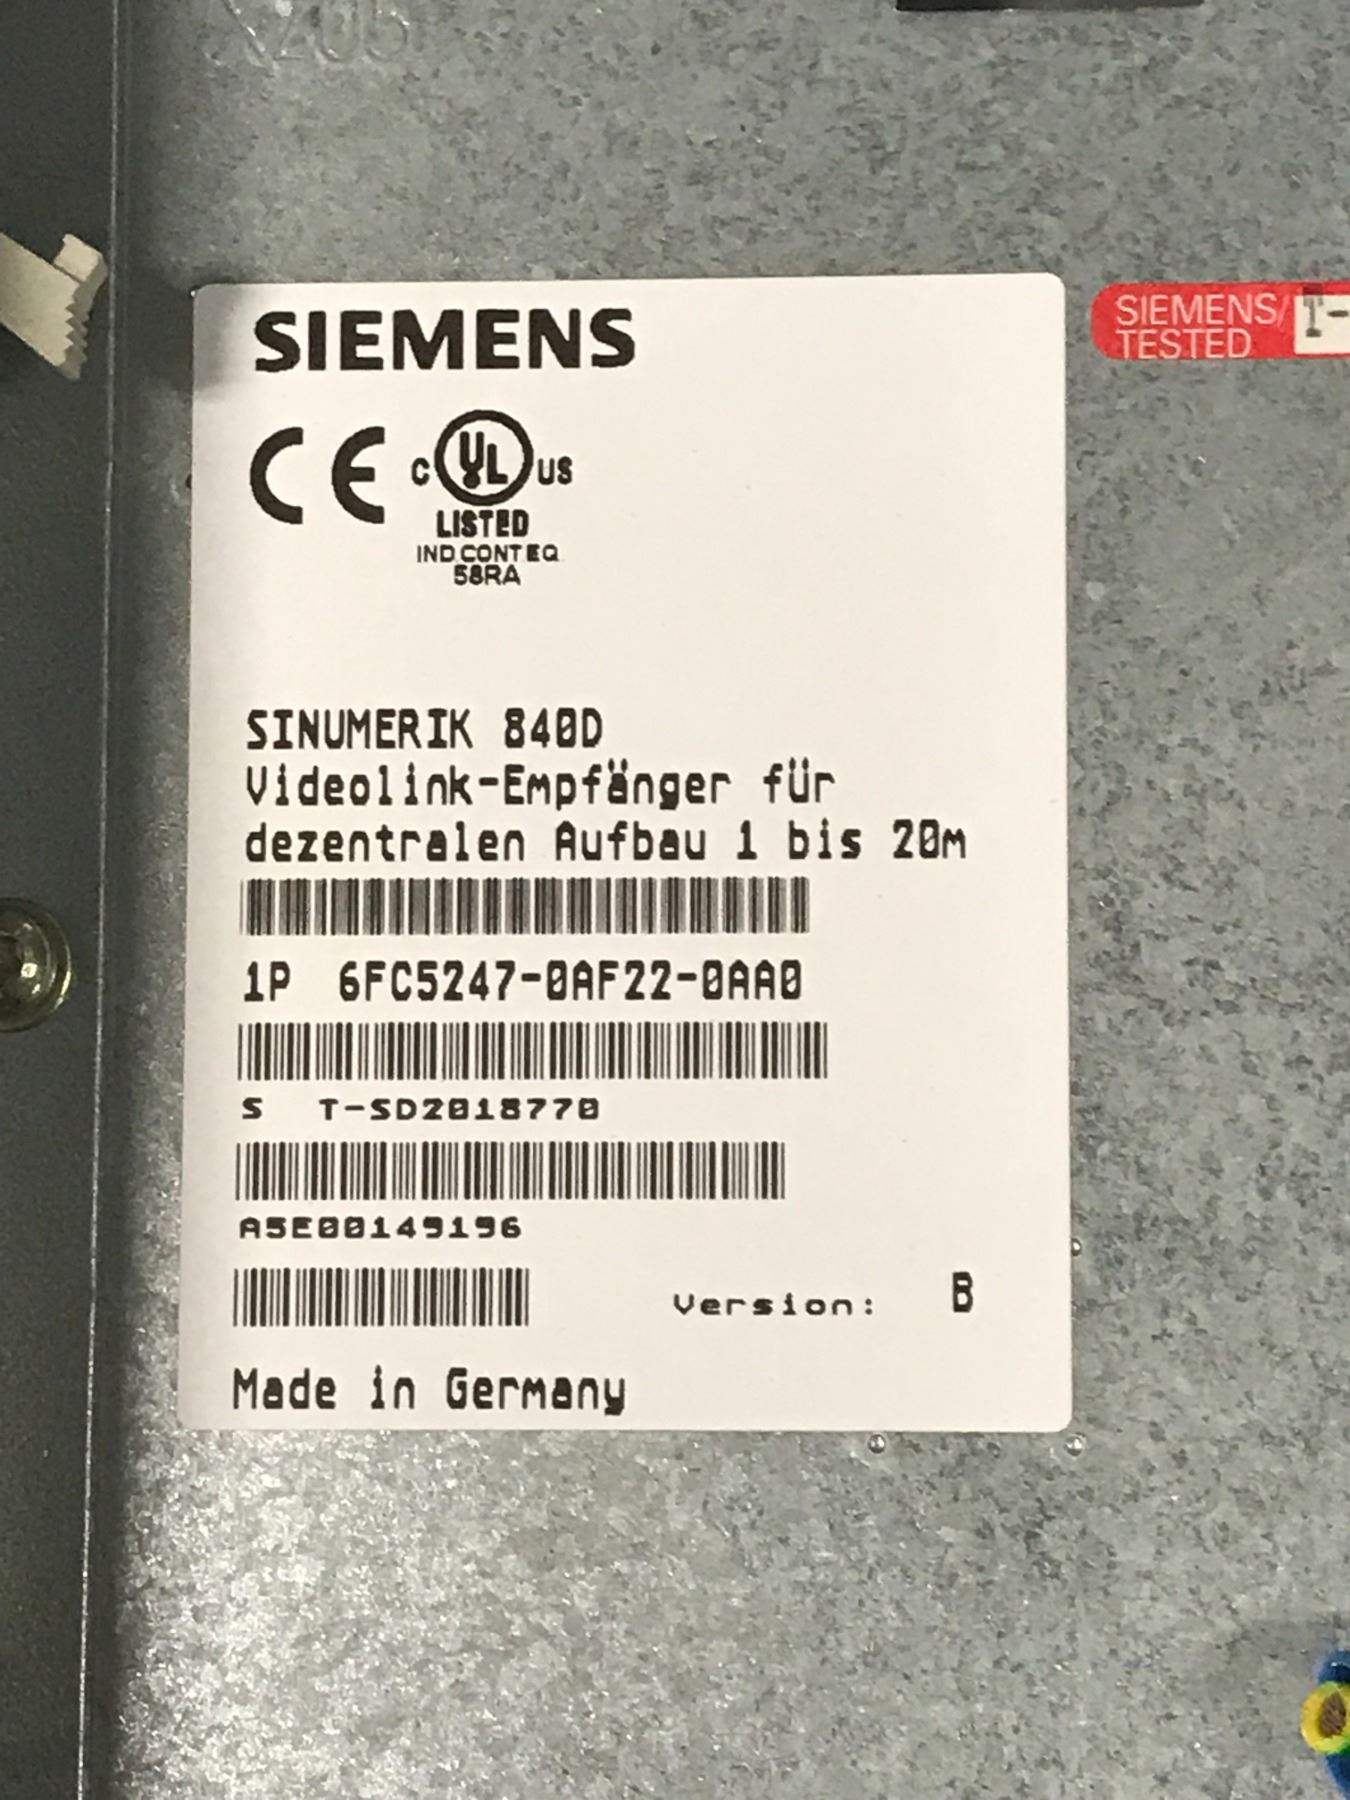 SIEMENS
CE c UL US
LISTED
IND.CONT.EQ.
58RA
SIEMENS/
TESTED
T-
SINUMERIK 840D
Videolink-Empfänger für
dezentralen Aufbau 1 bis 20m
1P 6FC5247-0AF22-0AA0
S T-SD2018770
A5E00149196
Version: B
Made in Germany